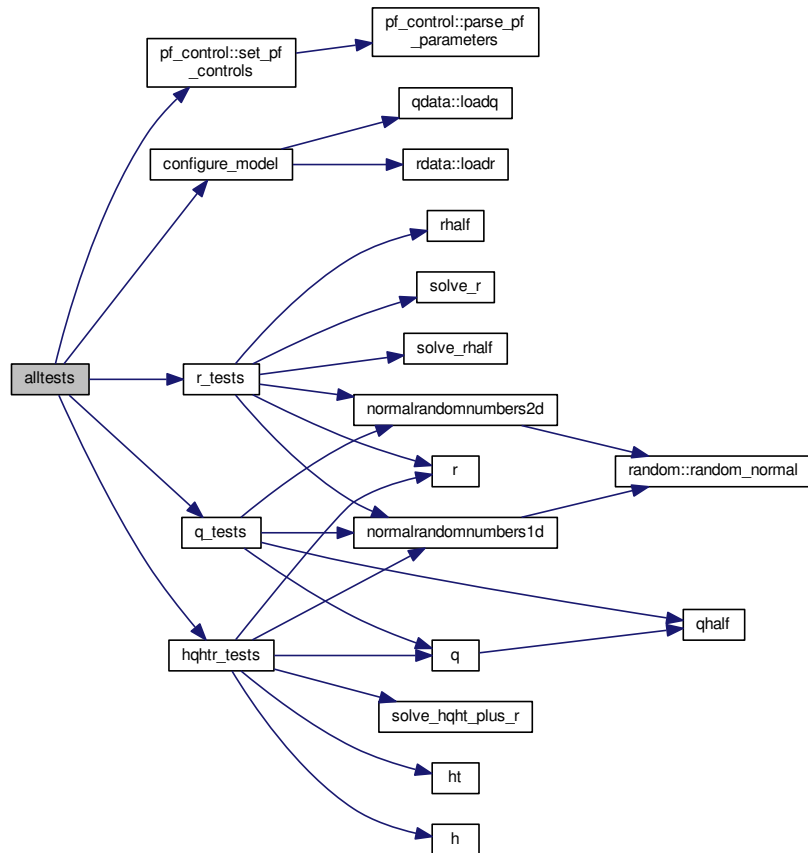 pf_control::parse_pf
_parameters
pf_control::set_pf
_controls
qdata::loadq
configure_model
rdata::loadr
rhalf
solve_r
solve_rhalf
alltests
r_tests
normalrandomnumbers2d
r
random::random_normal
q_tests
normalrandomnumbers1d
qhalf
hqhtr_tests
q
solve_hqht_plus_r
ht
h